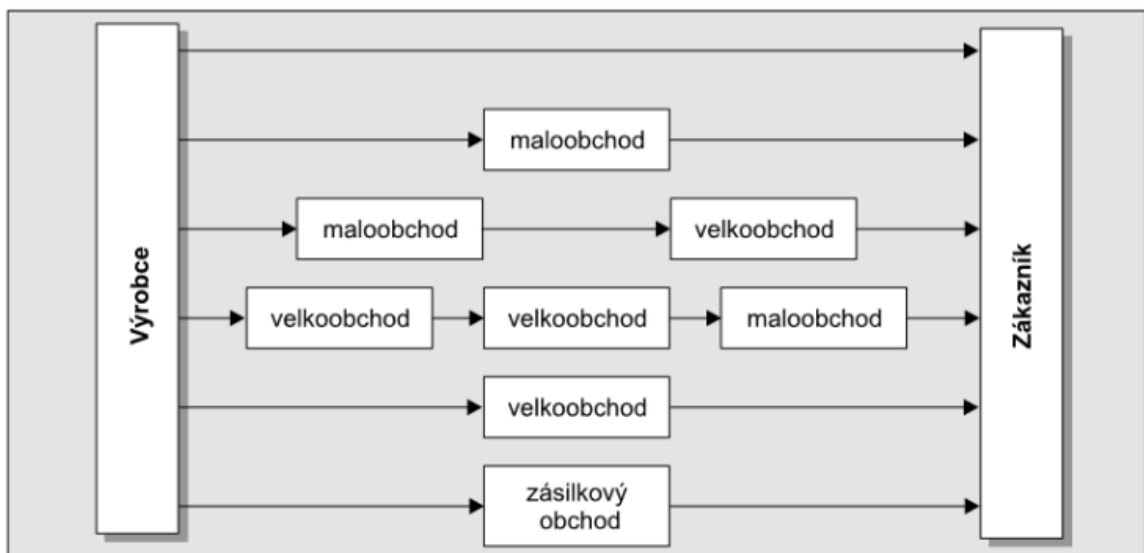 Výrobce
maloobchod
maloobchod
velkoobchod
velkoobchod
velkoobchod
maloobchod
velkoobchod
zásilkový
obchod
Zákazník